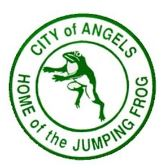 CITY of ANGELS
HOME of the JUMPING FROG